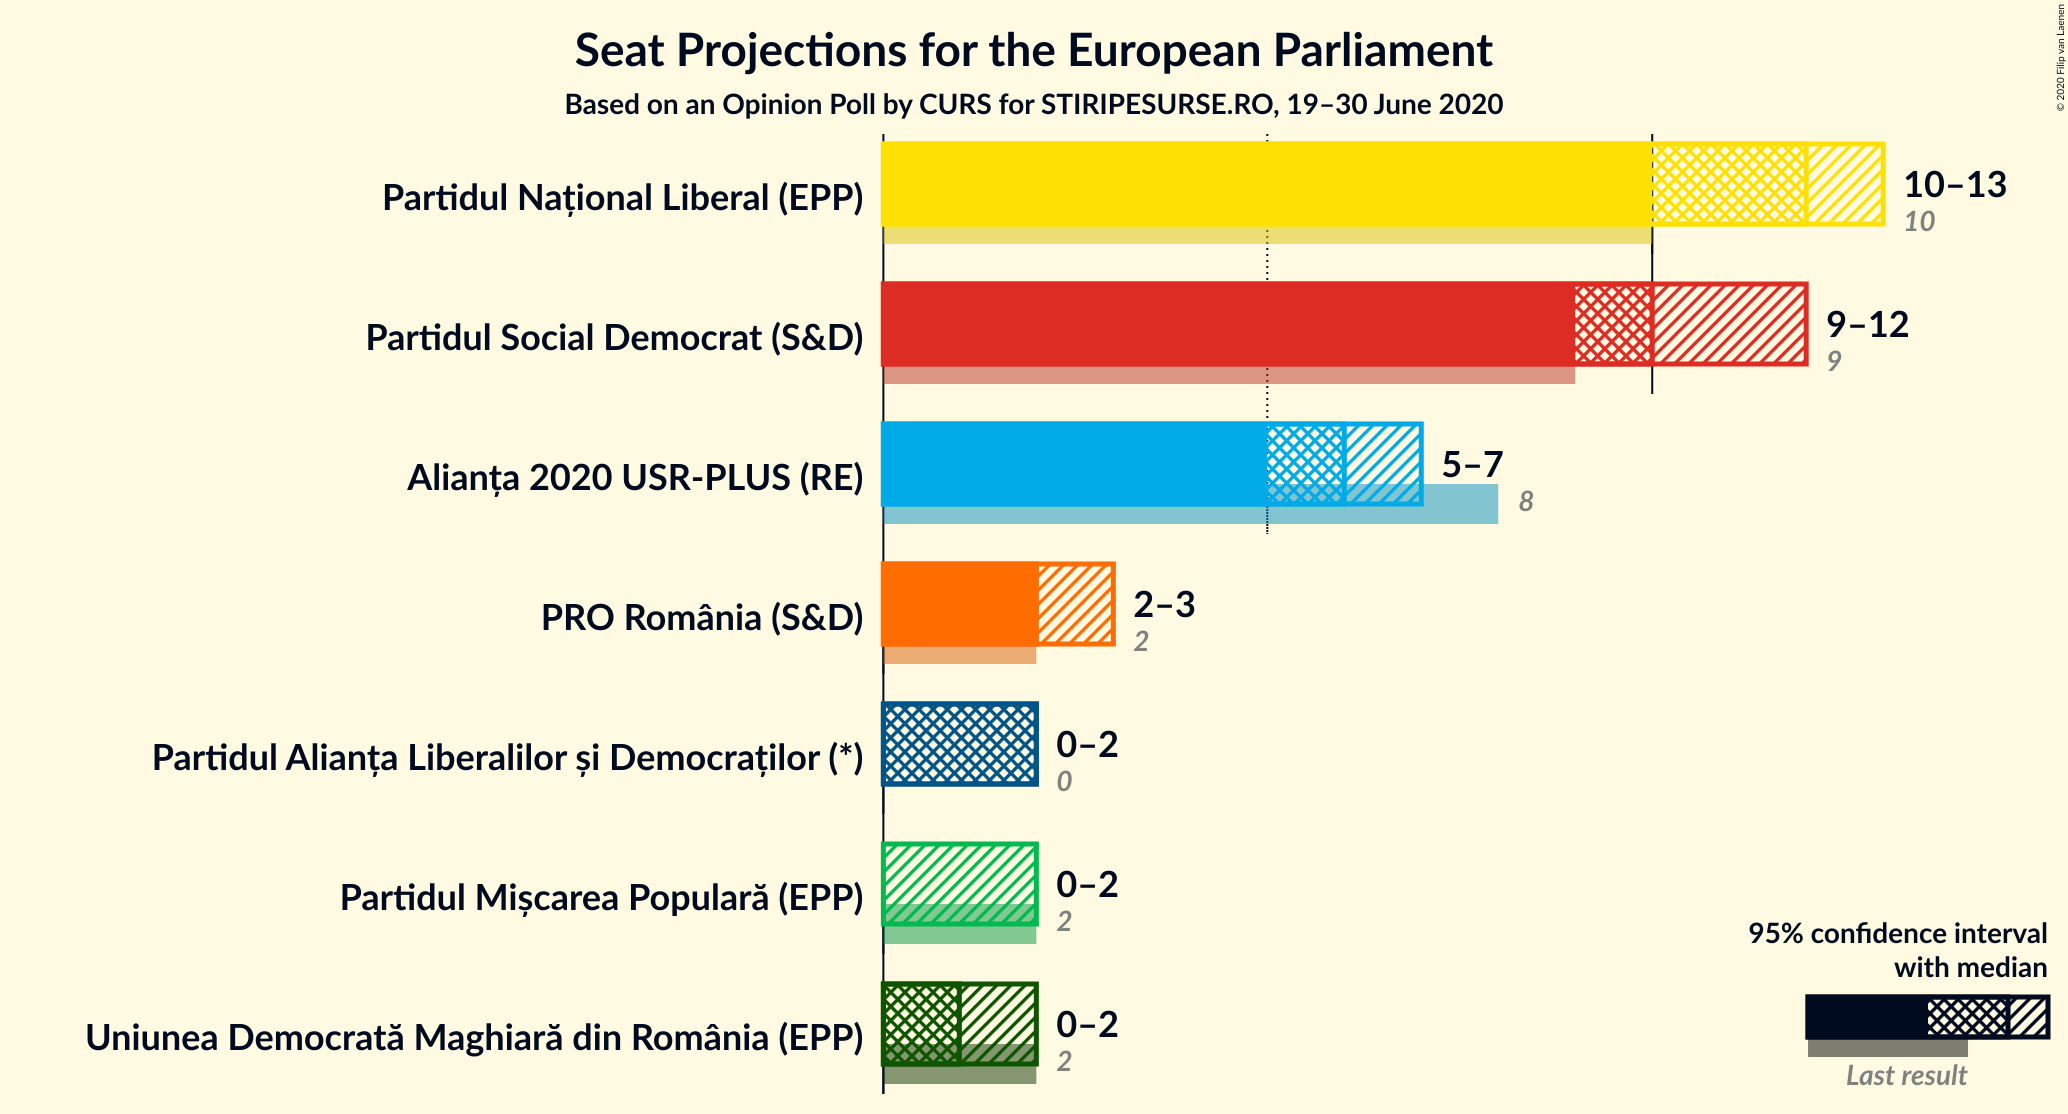 Seat Projections for the European Parliament
Based on an Opinion Poll by CURS for STIRIPESURSE.RO, 19–30 June 2020
© 2020 Filip van Laenen
Partidul Național Liberal (EPP)
10–13
10
Partidul Social Democrat (S&D)
9–12
9
Alianța 2020 USR-PLUS (RE)
5–7
8
PRO România (S&D)
2–3
2
Partidul Alianța Liberalilor și Democraților (*)
0–2
0
Partidul Mișcarea Populară (EPP)
0–2
2
Uniunea Democrată Maghiară din România (EPP)
0–2
2
95% confidence interval
with median
Last result